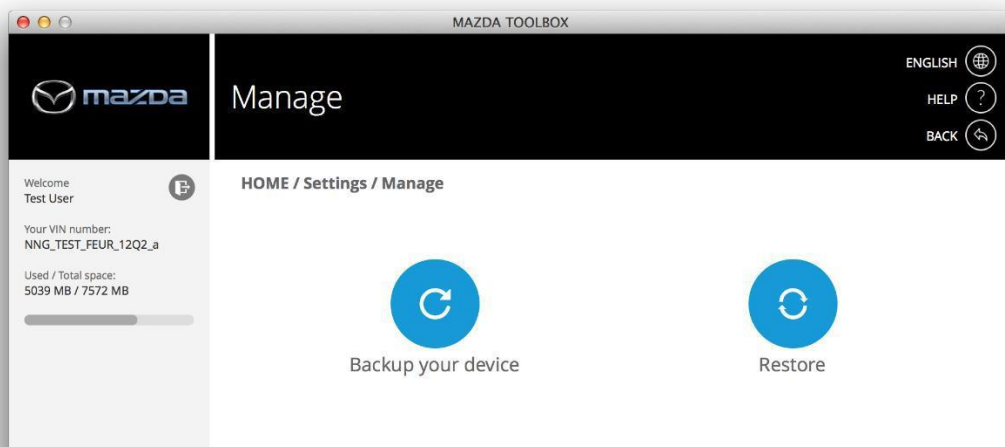 MAZDA TOOLBOX
mazda
Manage
ENGLISH
HELP
?
BACK
Welcome
Test User
Your VIN number:
NNG_TEST_FEUR_12Q2_a
Used / Total space:
5039 MB / 7572 MB
HOME / Settings / Manage
Backup your device
Restore